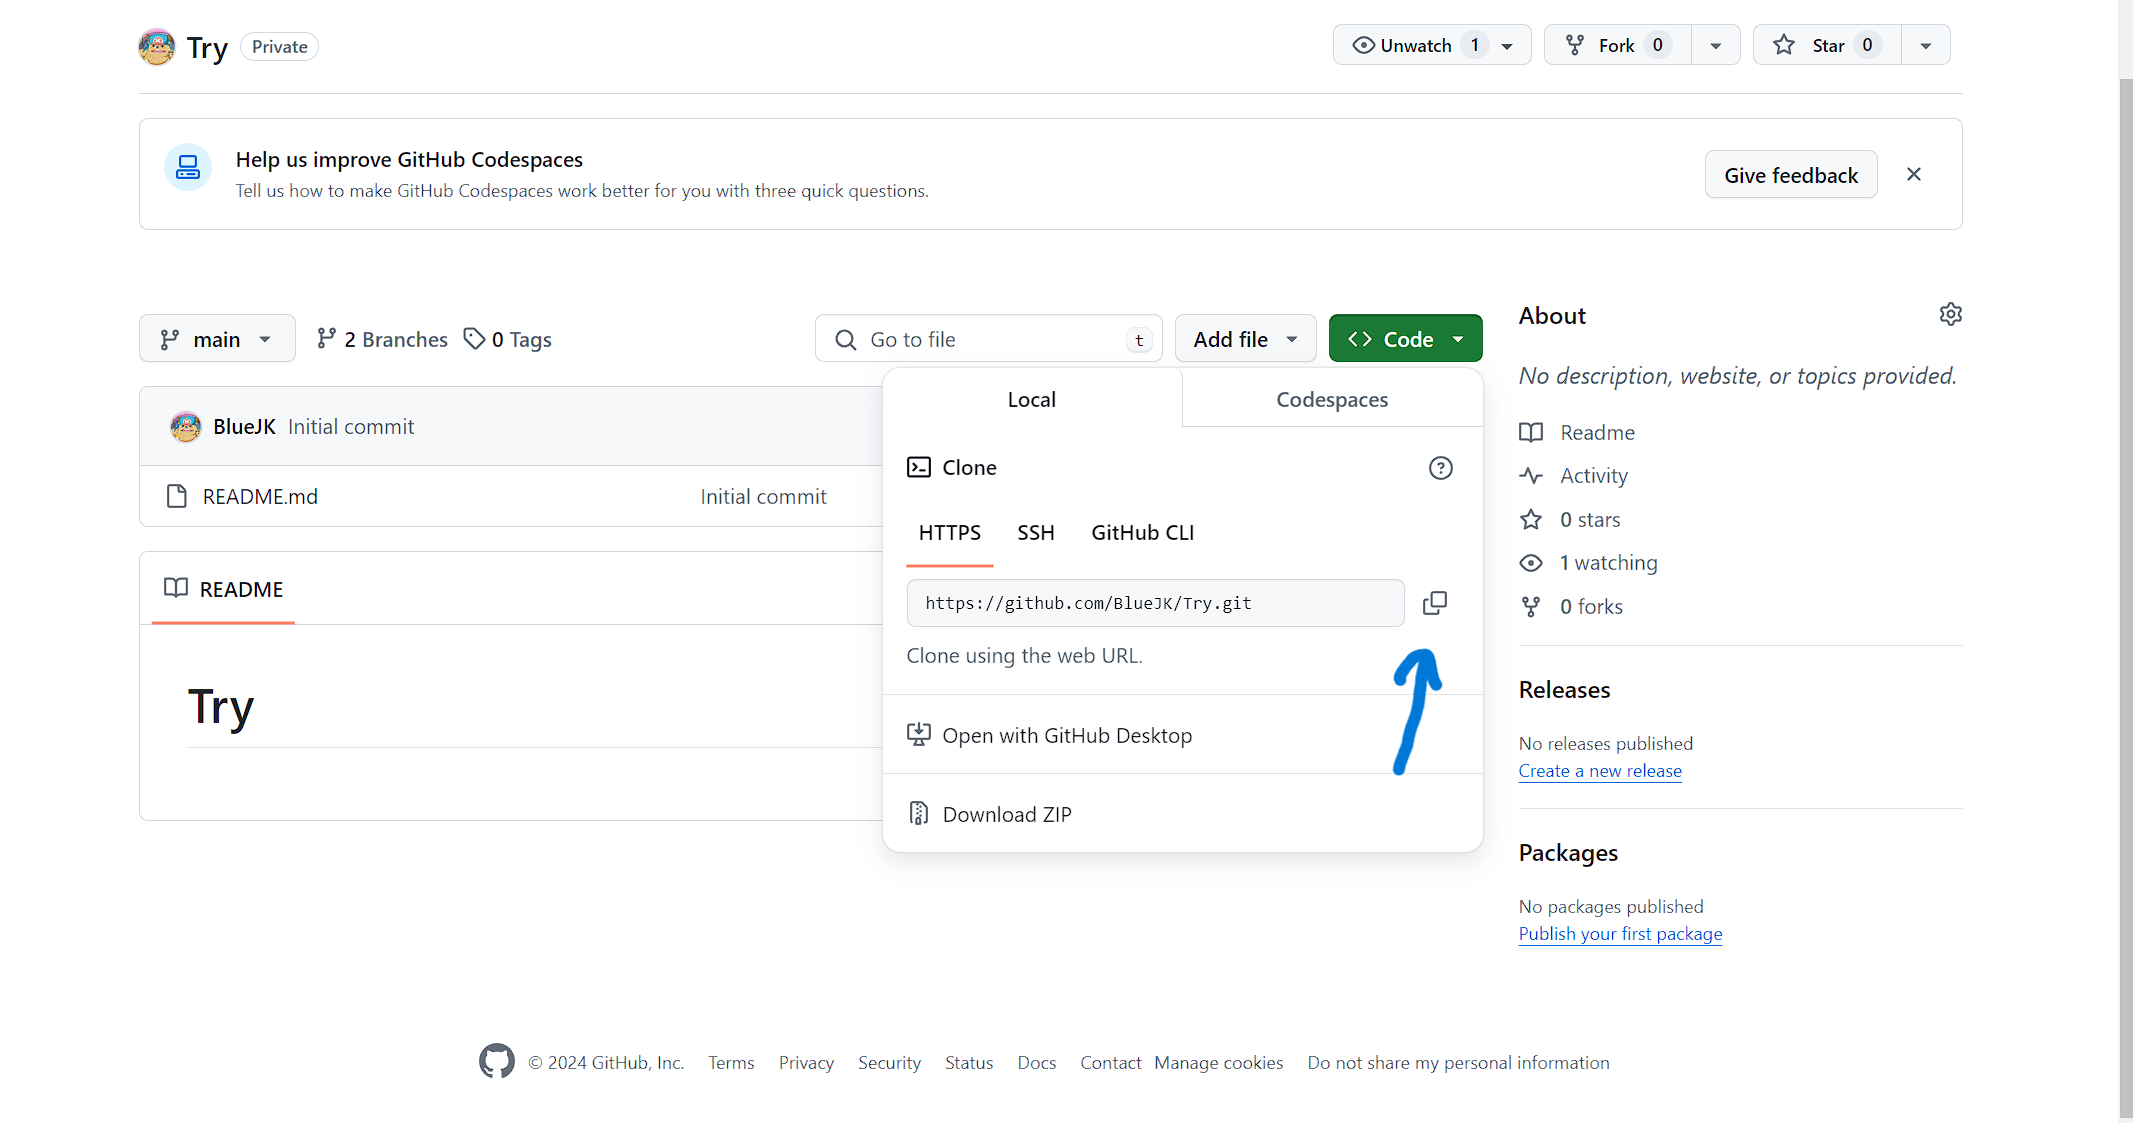 Try Private Unwatch 1 Fork 0 Star 0
Help us improve GitHub Codespaces
Tell us how to make GitHub Codespaces work better for you with three quick questions.
Give feedback
main 2 Branches 0 Tags Go to file t Add file <> Code
BlueJK Initial commit
README.md Initial commit
README
Try
Local Codespaces
Clone
HTTPS SSH GitHub CLI
https://github.com/BlueJK/Try.git
Clone using the web URL.
Open with GitHub Desktop
Download ZIP
About
No description, website, or topics provided.
Readme
Activity
0 stars
1 watching
0 forks
Releases
No releases published
Create a new release
Packages
No packages published
Publish your first package
© 2024 GitHub, Inc. Terms Privacy Security Status Docs Contact Manage cookies Do not share my personal information